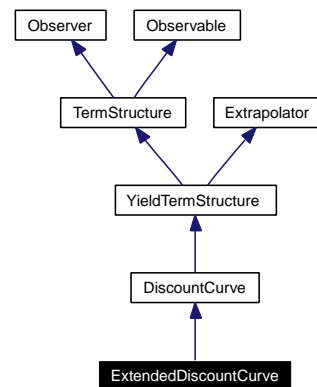 Observer
Observable
TermStructure
Extrapolator
YieldTermStructure
DiscountCurve
ExtendedDiscountCurve